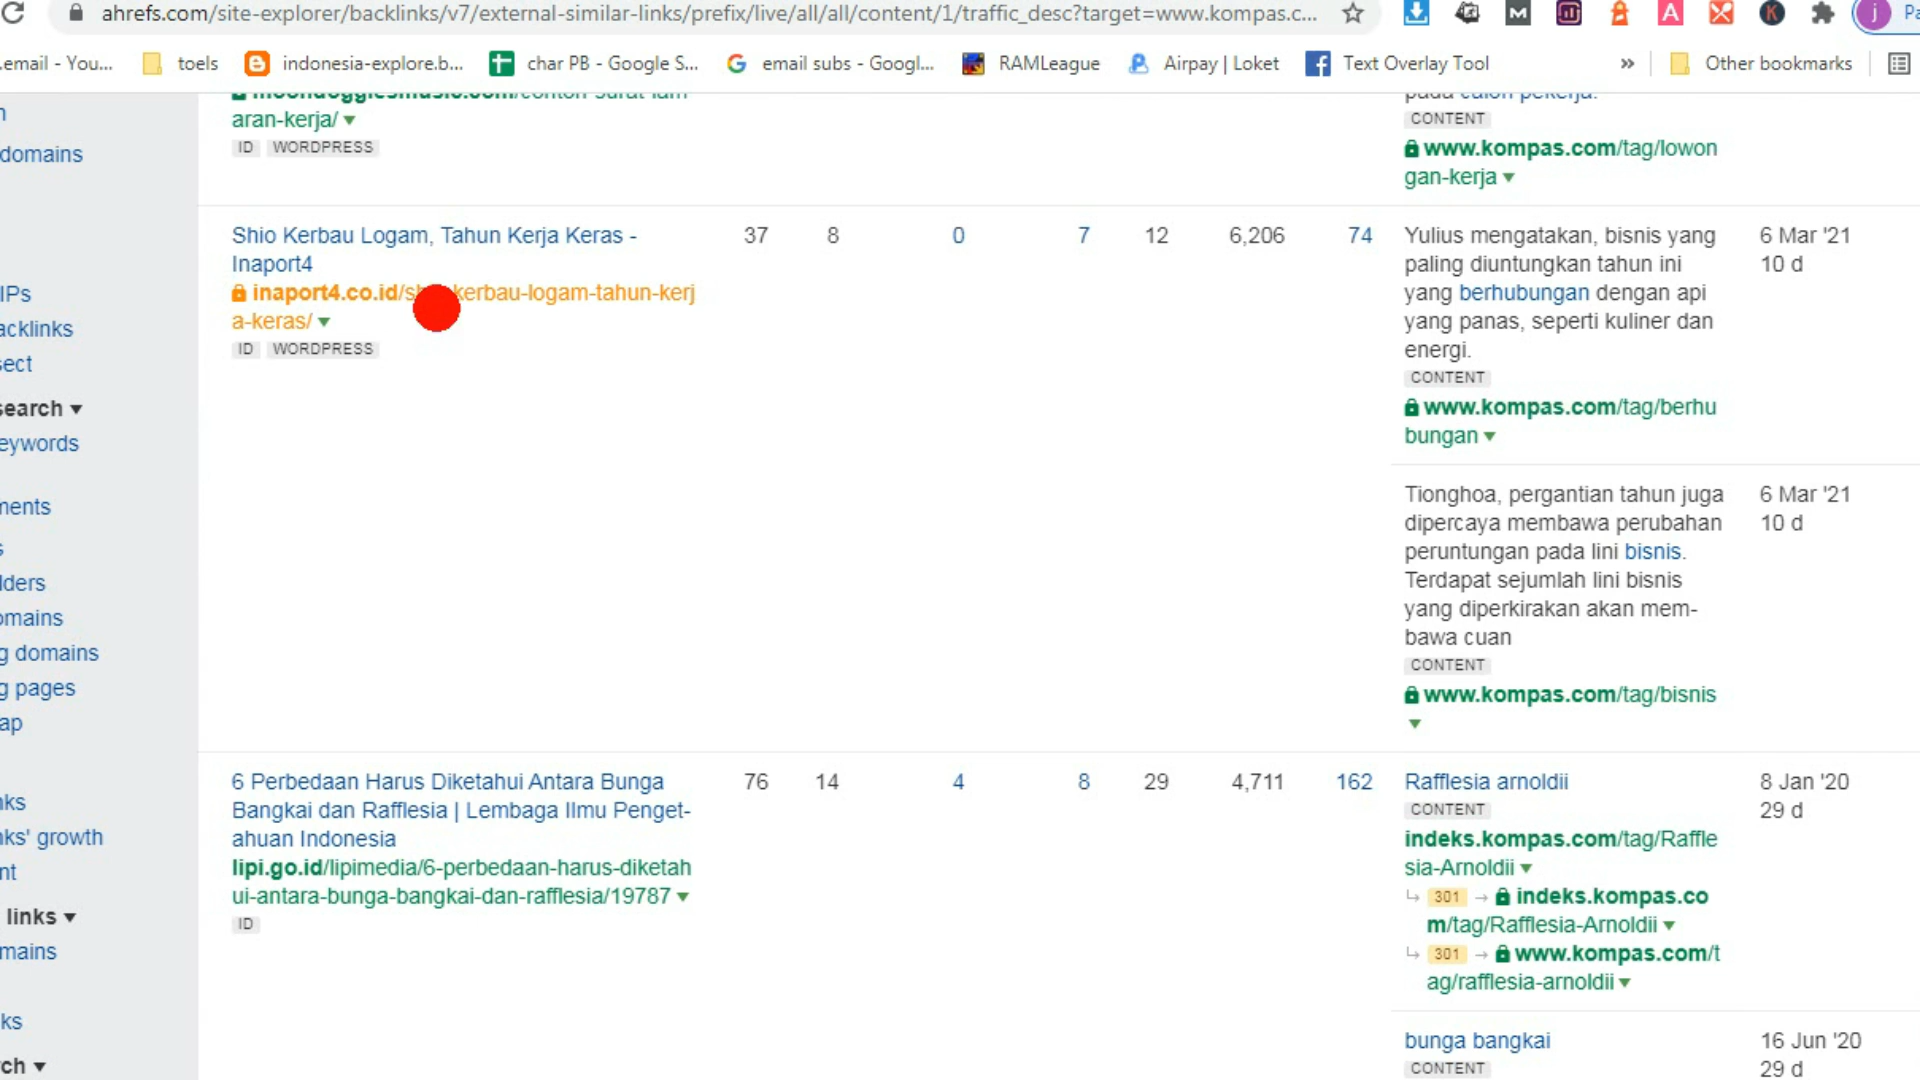 ahrefs.com/site-explorer/backlinks/v7/external-similar-links/prefix/live/all/all/content/1/traffic_desc?target=www.kompas.c...
.email - You...
toels
indonesia-explore.b...
char PB - Google S...
email subs - Googl...
RAMLeague
Airpay | Loket
Text Overlay Tool
»
Other bookmarks
domains
IPs
acklinks
sect
search
eywords
ments
lders
omains
g domains
g pages
ap
nks
nks' growth
nt
links
mains
ks
rch
aran-kerja/
ID WORDPRESS
pada calon pekerja.
CONTENT
www.kompas.com/tag/lowon
gan-kerja
Shio Kerbau Logam, Tahun Kerja Keras -
Inaport4
inaport4.co.id/sh kerbau-logam-tahun-kerj
a-keras/
ID WORDPRESS
37 8 0 7 12 6,206 74
Yulius mengatakan, bisnis yang
paling diuntungkan tahun ini
yang berhubungan dengan api
yang panas, seperti kuliner dan
energi.
CONTENT
www.kompas.com/tag/berhu
bungan
6 Mar '21
10 d
Tionghoa, pergantian tahun juga
dipercaya membawa perubahan
peruntungan pada lini bisnis.
Terdapat sejumlah lini bisnis
yang diperkirakan akan mem-
bawa cuan
CONTENT
www.kompas.com/tag/bisnis
6 Mar '21
10 d
6 Perbedaan Harus Diketahui Antara Bunga
Bangkai dan Rafflesia | Lembaga Ilmu Penget-
ahuan Indonesia
lipi.go.id/lipimedia/6-perbedaan-harus-diketah
ui-antara-bunga-bangkai-dan-rafflesia/19787
ID
76 14 4 8 29 4,711 162
Rafflesia arnoldii
CONTENT
indeks.kompas.com/tag/Raffle
sia-Arnoldii
301 → indeks.kompas.co
m/tag/Rafflesia-Arnoldii
301 → www.kompas.com/t
ag/rafflesia-arnoldii
8 Jan '20
29 d
bunga bangkai
CONTENT
16 Jun '20
29 d